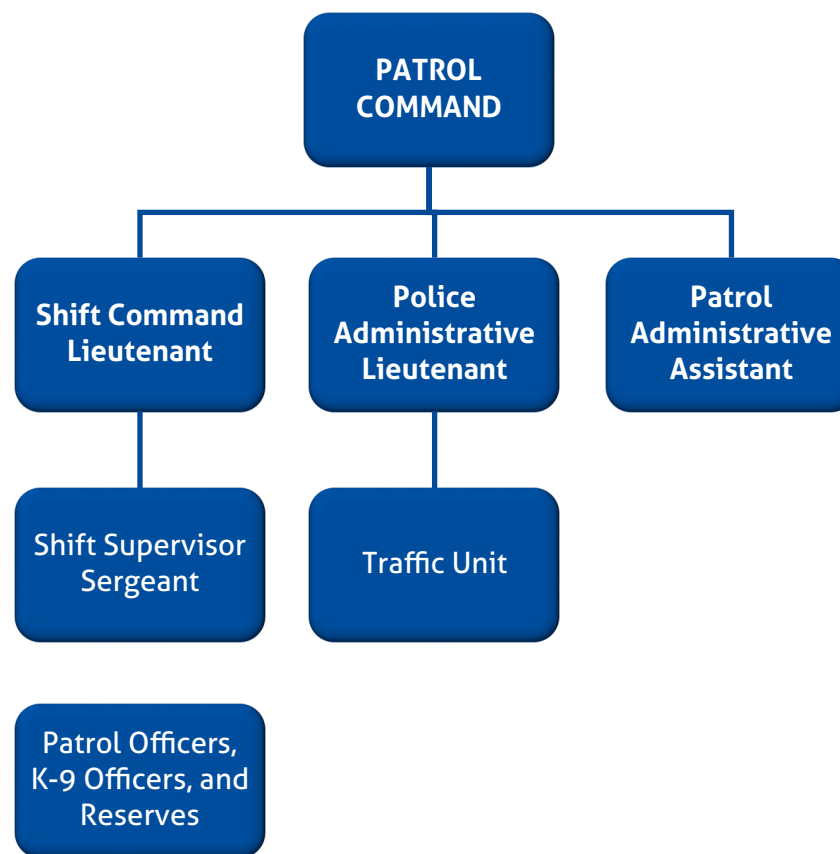 PATROL
COMMAND
Shift Command
Lieutenant
Police
Administrative
Lieutenant
Patrol
Administrative
Assistant
Shift Supervisor
Sergeant
Traffic Unit
Patrol Officers,
K-9 Officers, and
Reserves